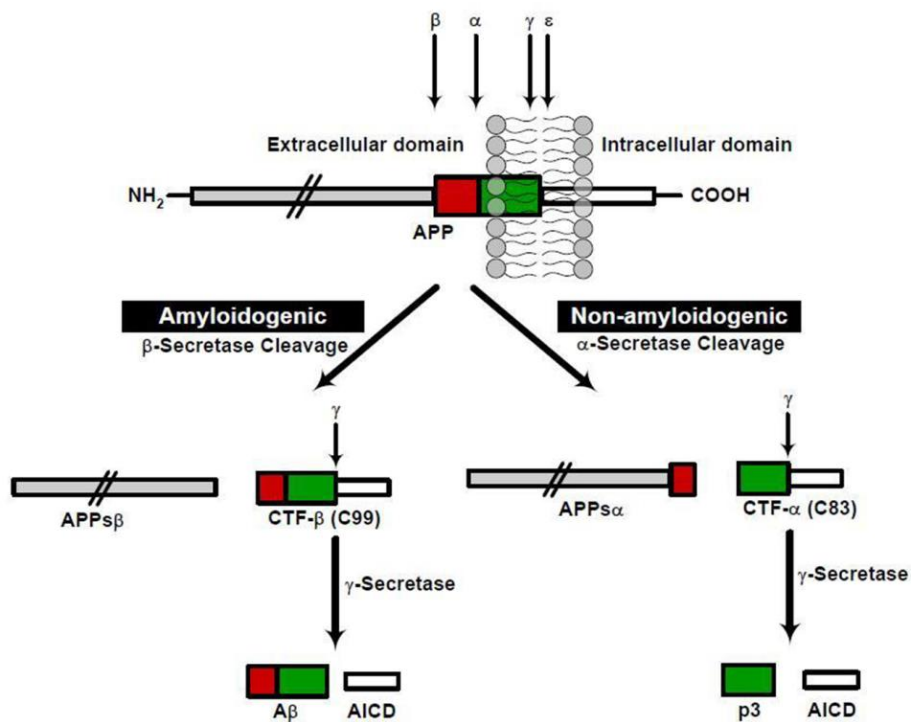 β α γ ε
Extracellular domain
Intracellular domain
NH₂
COOH
APP
Amyloidogenic
β-Secretase Cleavage
Non-amyloidogenic
α-Secretase Cleavage
γ
γ
APPsβ
CTF-β (C99)
APPsα
CTF-α (C83)
γ-Secretase
γ-Secretase
Aβ
AICD
p3
AICD